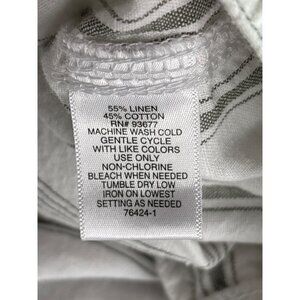 55% LINEN
45% COTTON
RN# 93677
MACHINE WASH COLD
GENTLE CYCLE
WITH LIKE COLORS
USE ONLY
NON-CHLORINE
BLEACH WHEN NEEDED
TUMBLE DRY LOW
IRON ON LOWEST
SETTING AS NEEDED
76424-1